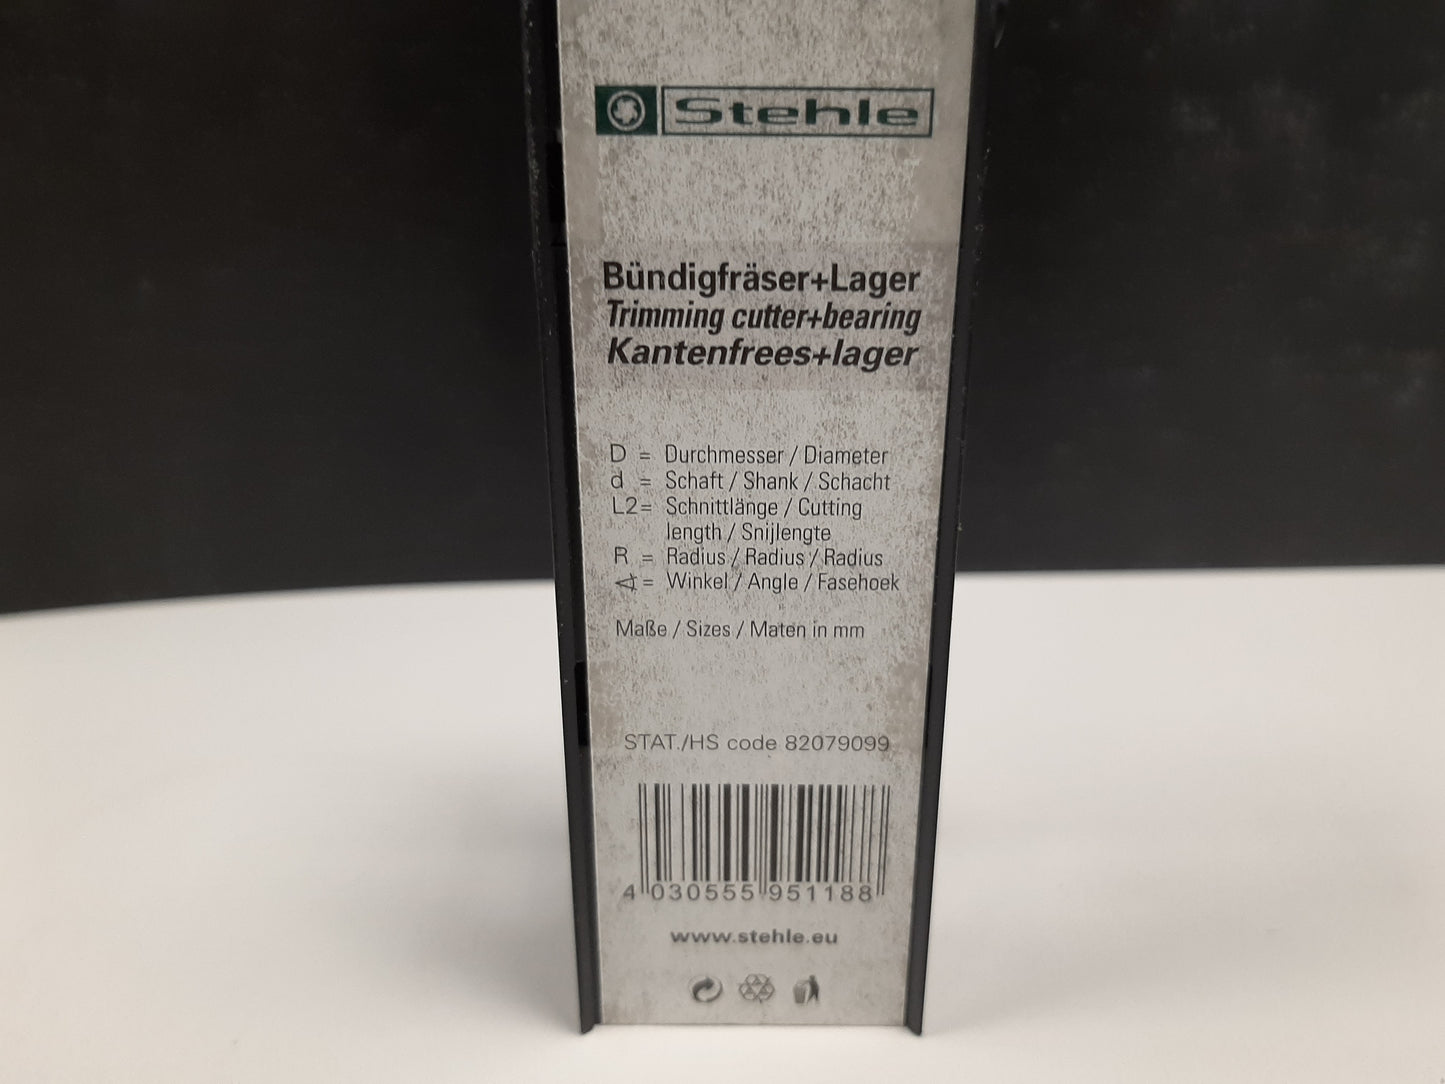 Stehle
Bündigfräser+Lager
Trimming cutter+bearing
Kantenfrees+lager
D = Durchmesser / Diameter
d = Schaft / Shank / Schacht
L2= Schnittlänge / Cutting
length / Snijlengte
R = Radius / Radius / Radius
∢= Winkel / Angle / Fasehoek
Maße / Sizes / Maten in mm
STAT./HS code 82079099
4 030555 951188
www.stehle.eu